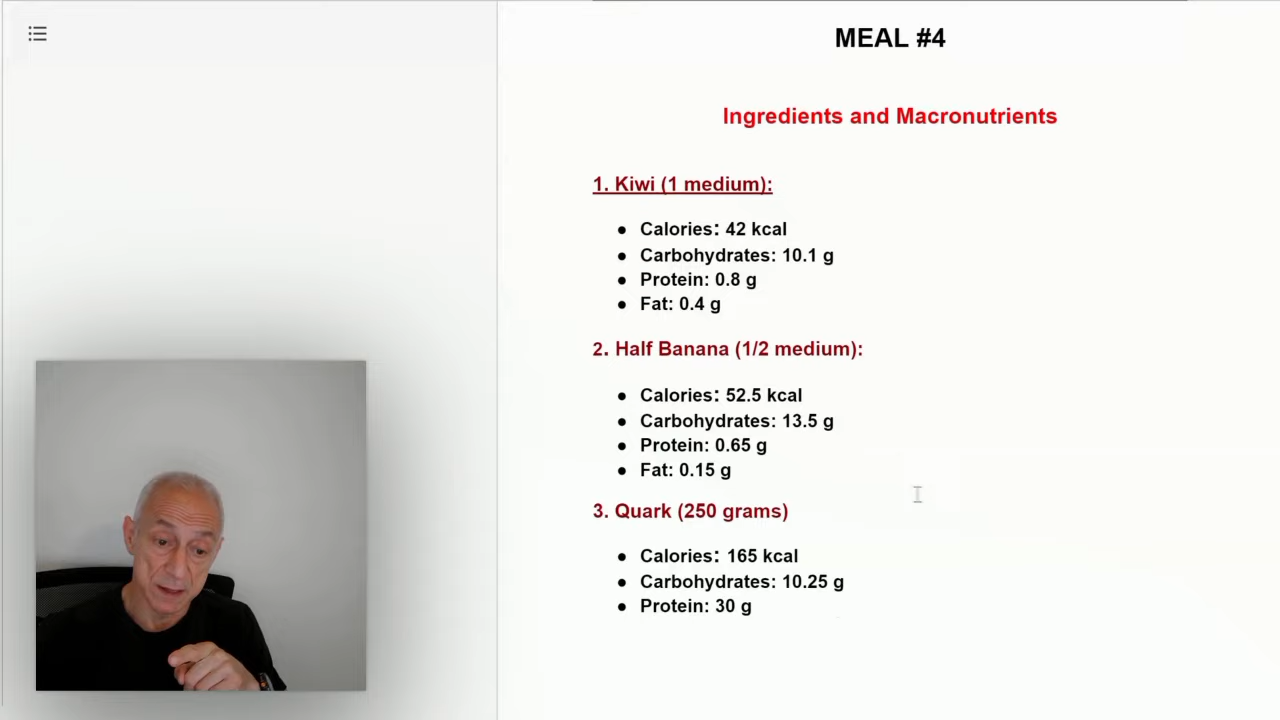 MEAL #4
Ingredients and Macronutrients
1. Kiwi (1 medium):
● Calories: 42 kcal
● Carbohydrates: 10.1 g
● Protein: 0.8 g
● Fat: 0.4 g
2. Half Banana (1/2 medium):
● Calories: 52.5 kcal
● Carbohydrates: 13.5 g
● Protein: 0.65 g
● Fat: 0.15 g
3. Quark (250 grams)
● Calories: 165 kcal
● Carbohydrates: 10.25 g
● Protein: 30 g